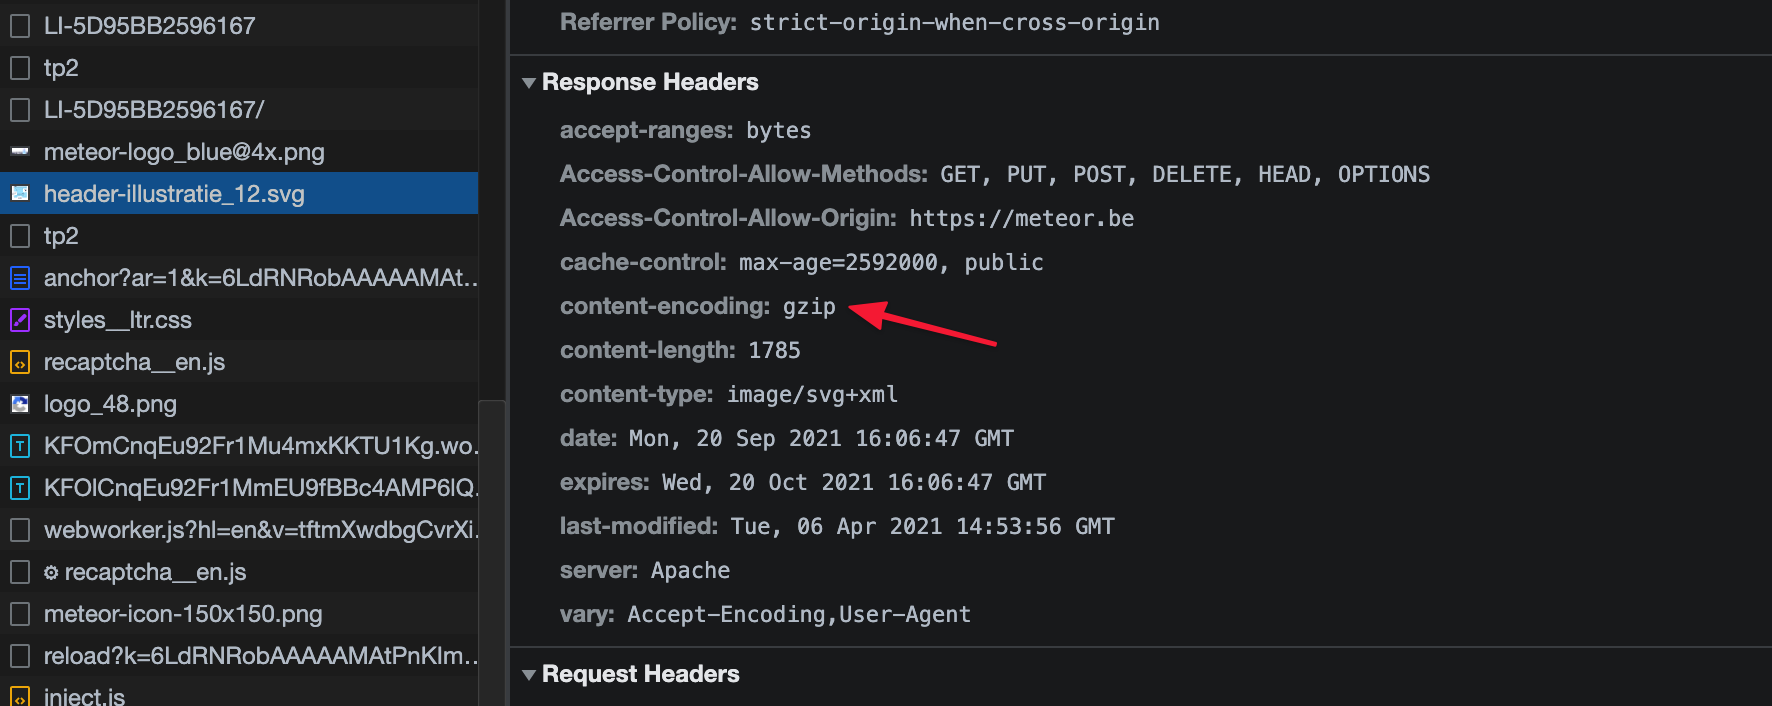 LI-5D95BB2596167
tp2
LI-5D95BB2596167/
meteor-logo_blue@4x.png
header-illustratie_12.svg
tp2
anchor?ar=1&k=6LdRNRobAAAAAMAt...
styles__ltr.css
recaptcha__en.js
logo_48.png
KFOmCnqEu92Fr1Mu4mxKKTU1Kg.wo...
KFOlCnqEu92Fr1MmEU9fBBc4AMP6lQ...
webworker.js?hl=en&v=tftmXwdbgCvrXi...
⚙ recaptcha__en.js
meteor-icon-150x150.png
reload?k=6LdRNRobAAAAAMAtPnKlm...
inject.js
Referrer Policy: strict-origin-when-cross-origin
Response Headers
accept-ranges: bytes
Access-Control-Allow-Methods: GET, PUT, POST, DELETE, HEAD, OPTIONS
Access-Control-Allow-Origin: https://meteor.be
cache-control: max-age=2592000, public
content-encoding: gzip
content-length: 1785
content-type: image/svg+xml
date: Mon, 20 Sep 2021 16:06:47 GMT
expires: Wed, 20 Oct 2021 16:06:47 GMT
last-modified: Tue, 06 Apr 2021 14:53:56 GMT
server: Apache
vary: Accept-Encoding,User-Agent
Request Headers